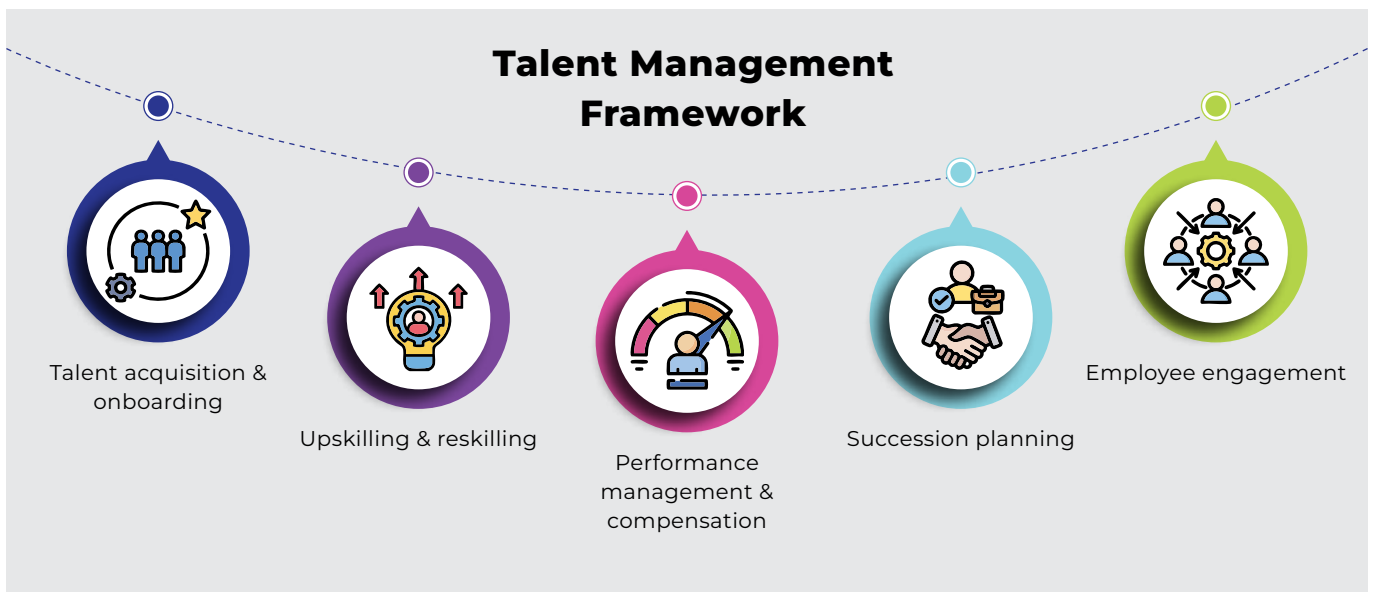 Talent Management
Framework
Talent acquisition &
onboarding
Upskilling & reskilling
Performance
management &
compensation
Succession planning
Employee engagement